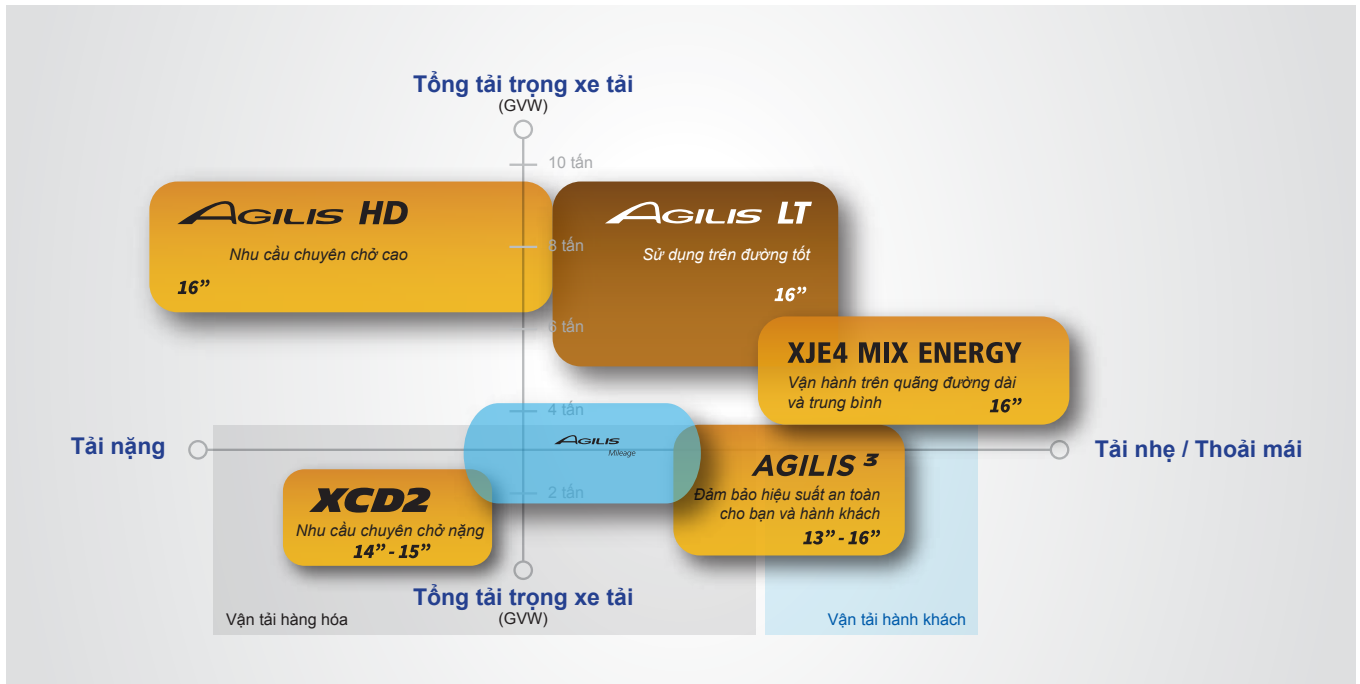 Tổng tải trọng xe tải
(GVW)
10 tấn
AGILIS HD
Nhu cầu chuyên chở cao
16”
8 tấn
AGILIS LT
Sử dụng trên đường tốt
16”
6 tấn
XJE4 MIX ENERGY
Vận hành trên quãng đường dài
và trung bình
16”
4 tấn
Tải nặng
AGILIS
Mileage
Tải nhẹ / Thoải mái
AGILIS 3
Đảm bảo hiệu suất an toàn
cho bạn và hành khách
13” - 16”
2 tấn
XCD2
Nhu cầu chuyên chở nặng
14” - 15”
Tổng tải trọng xe tải
(GVW)
Vận tải hàng hóa
Vận tải hành khách